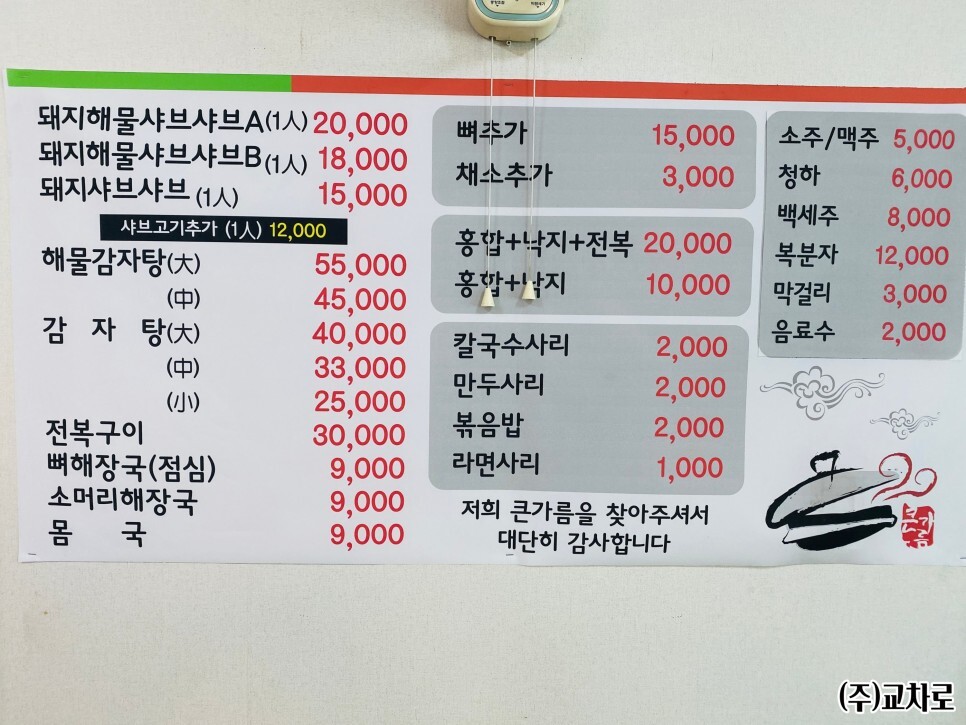 돼지해물샤브샤브A(1人) 20,000
돼지해물샤브샤브B(1人) 18,000
돼지샤브샤브(1人) 15,000
샤브고기추가 (1人) 12,000
해물감자탕(大) 55,000
(中) 45,000
감 자 탕(大) 40,000
(中) 33,000
(小) 25,000
전복구이 30,000
뼈해장국(점심) 9,000
소머리해장국 9,000
몸 국 9,000
뼈추가 15,000
채소추가 3,000
홍합+낙지+전복 20,000
홍합+낙지 10,000
칼국수사리 2,000
만두사리 2,000
볶음밥 2,000
라면사리 1,000
저희 큰가름을 찾아주셔서
대단히 감사합니다
소주/맥주 5,000
청하 6,000
백세주 8,000
복분자 12,000
막걸리 3,000
음료수 2,000
큰가름
(주)교차로